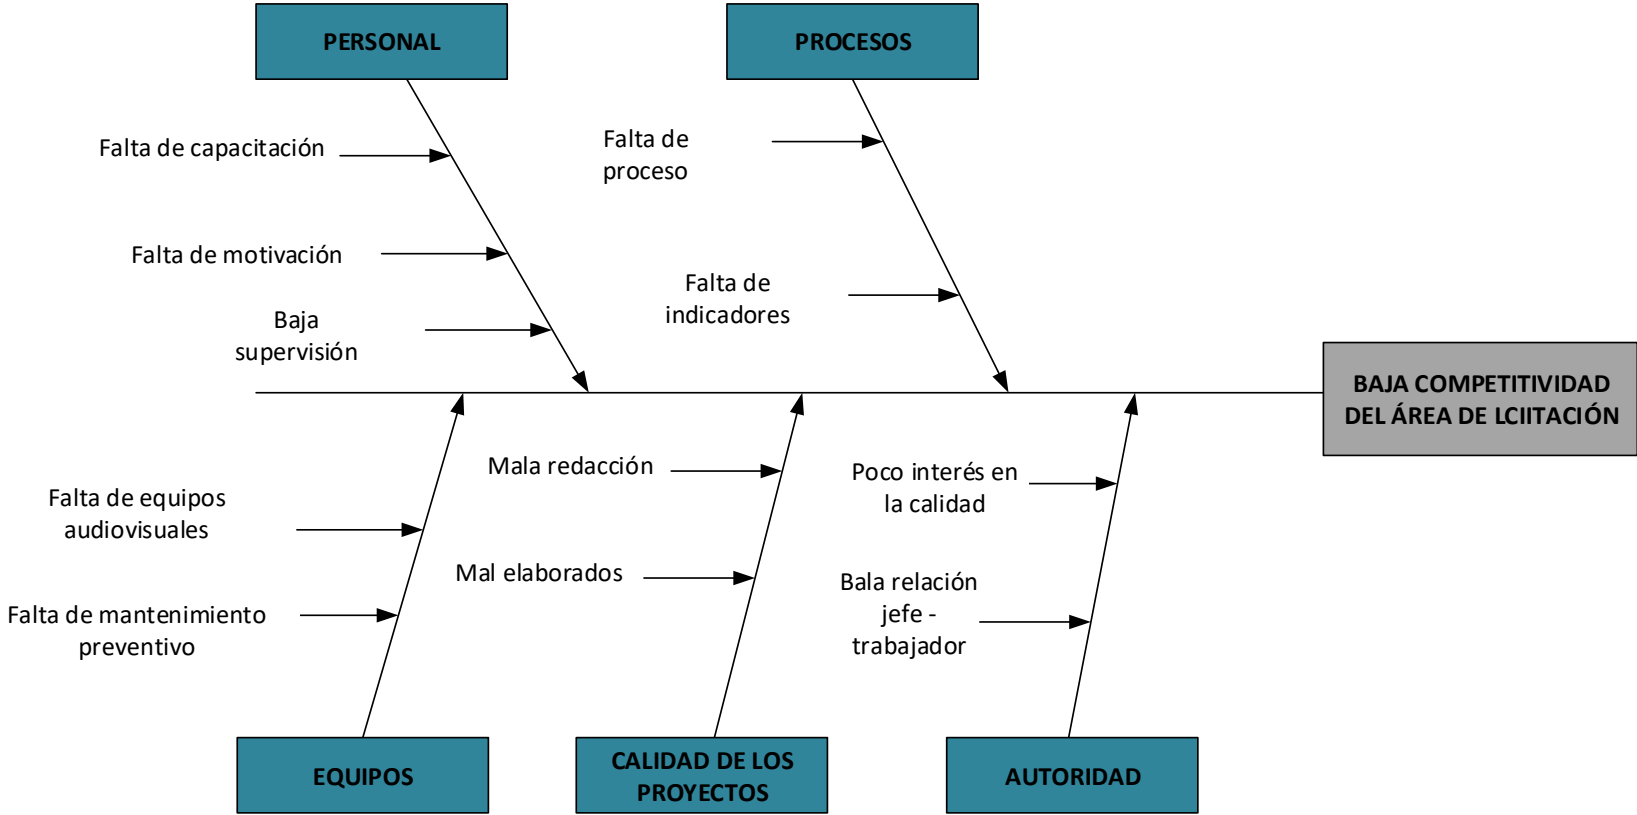 PERSONAL
PROCESOS
Falta de capacitación
Falta de
proceso
Falta de motivación
Falta de
indicadores
Baja
supervisión
BAJA COMPETITIVIDAD
DEL ÁREA DE LCIITACIÓN
Mala redacción
Poco interés en
la calidad
Falta de equipos
audiovisuales
Mal elaborados
Bala relación
jefe -
trabajador
Falta de mantenimiento
preventivo
EQUIPOS
CALIDAD DE LOS
PROYECTOS
AUTORIDAD